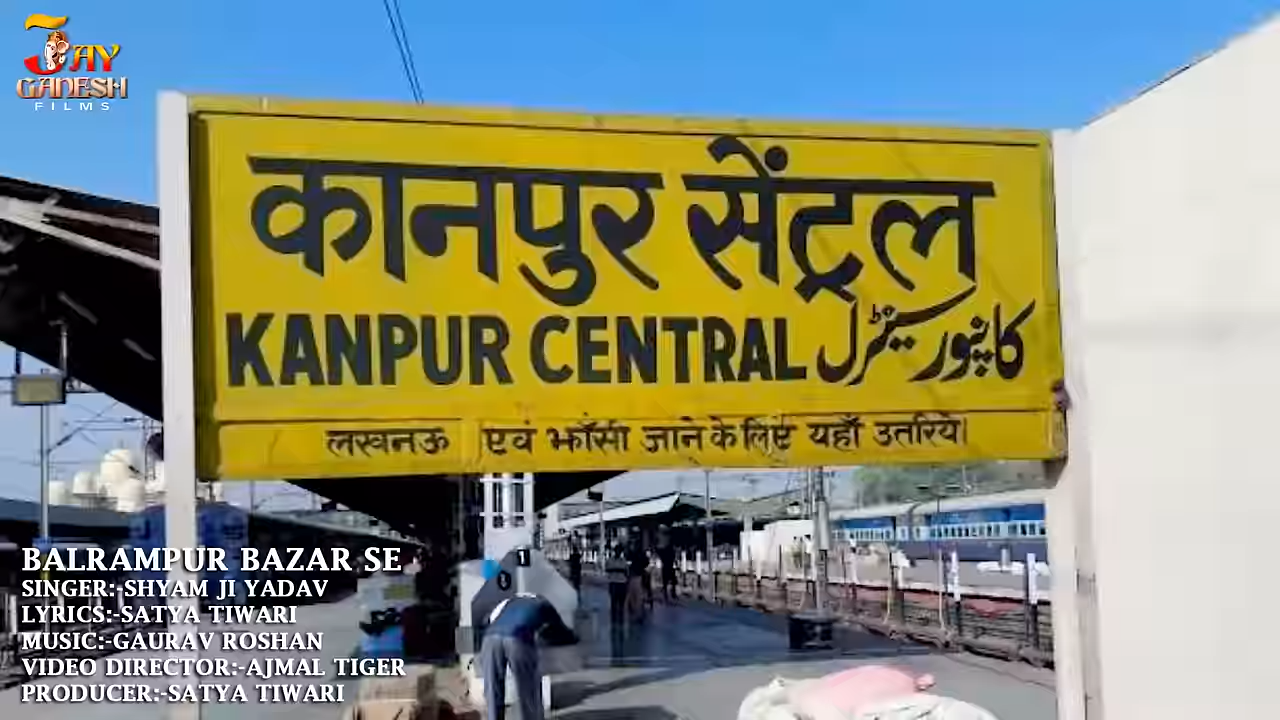 JAY
GANESH
FILMS
कानपुर सेंट्रल
KANPUR CENTRAL کانپور سینٹرل
लखनऊ एवं झाँसी जाने के लिए यहाँ उतरिये।
1
BALRAMPUR BAZAR SE
SINGER:-SHYAM JI YADAV
LYRICS:-SATYA TIWARI
MUSIC:-GAURAV ROSHAN
VIDEO DIRECTOR:-AJMAL TIGER
PRODUCER:-SATYA TIWARI